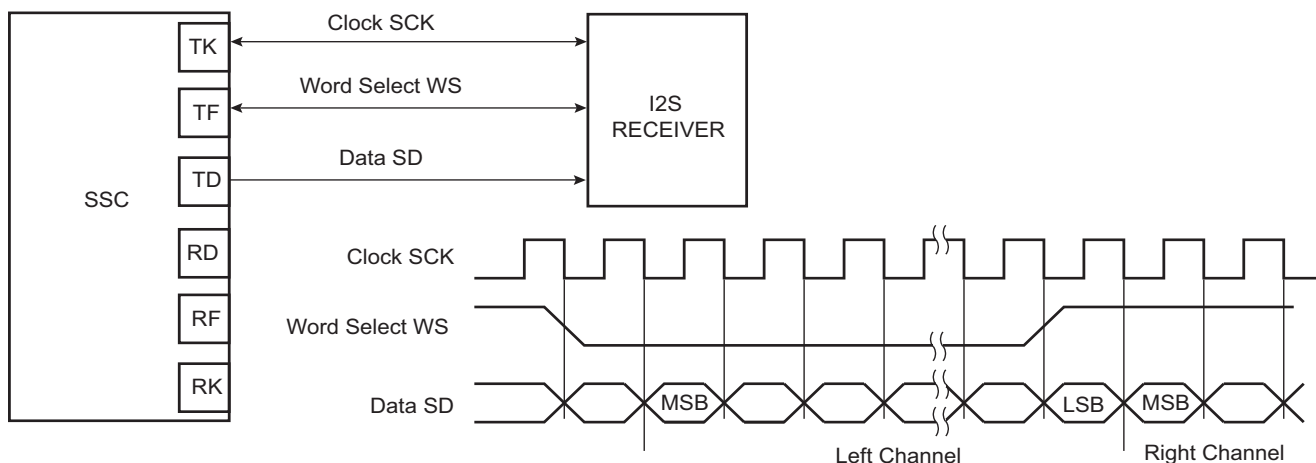 Clock SCK
TK
Word Select WS
TF
I2S
RECEIVER
Data SD
TD
SSC
RD
Clock SCK
RF
Word Select WS
RK
Data SD
MSB
LSB
MSB
Left Channel
Right Channel